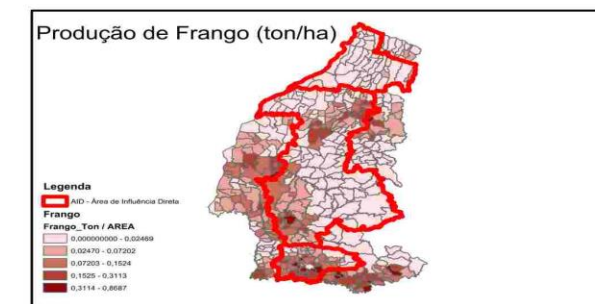 Produção de Frango (ton/ha)
Legenda
AID - Área de Influência Direta
Frango
Frango_Ton / AREA
0,000000000 - 0,02469
0,02470 - 0,07202
0,07203 - 0,1524
0,1525 - 0,3113
0,3114 - 0,8687